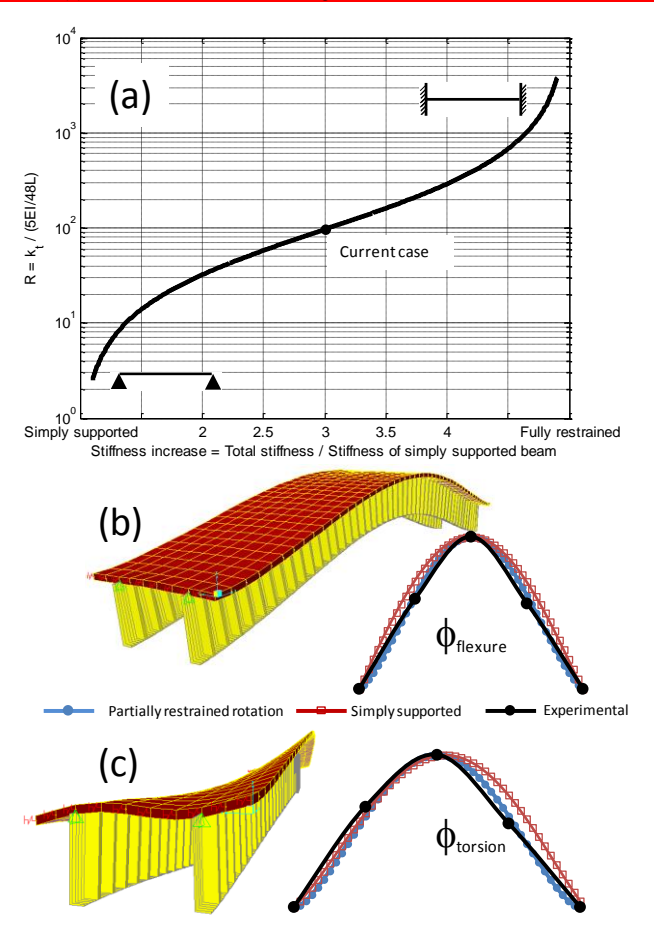 10^4
(a)
10^3
R = k_t / (5EI/48L)
10^2
Current case
10^1
10^0
Simply supported 2 2.5 3 3.5 4 Fully restrained
Stiffness increase = Total stiffness / Stiffness of simply supported beam
(b)
ϕ_flexure
Partially restrained rotation Simply supported Experimental
(c)
ϕ_torsion